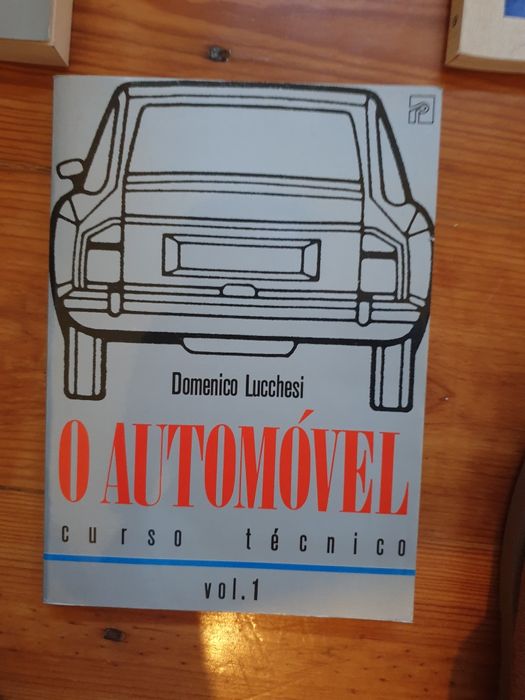 Domenico Lucchesi
O AUTOMÓVEL
curso técnico
vol.1